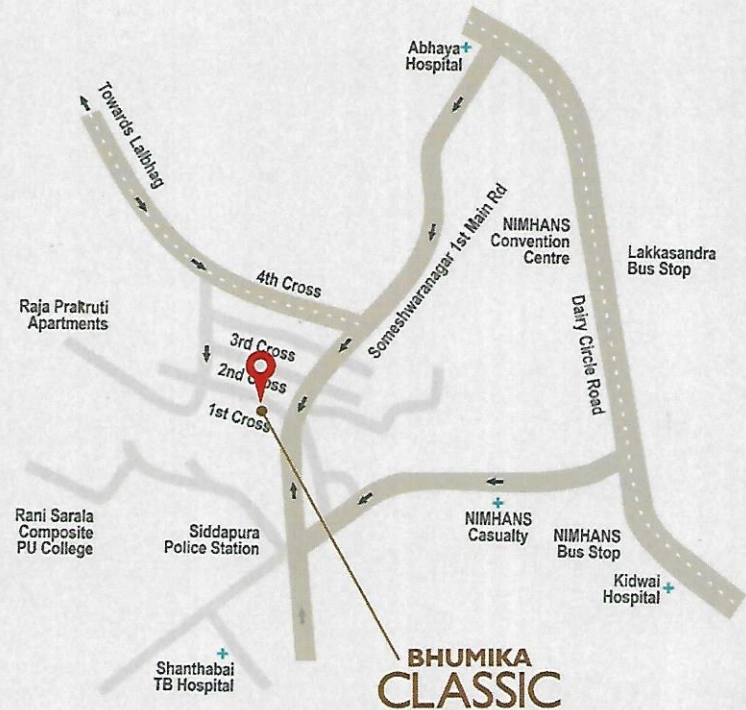 Abhaya
Hospital
Towards Lalbhag
Someshwaranagar 1st Main Rd
NIMHANS
Convention
Centre
Lakkasandra
Bus Stop
4th Cross
Raja Prakruti
Apartments
Dairy Circle Road
3rd Cross
2nd Cross
1st Cross
Rani Sarala
Composite
PU College
Siddapura
Police Station
NIMHANS
Casualty
NIMHANS
Bus Stop
Kidwai
Hospital
Shanthabai
TB Hospital
BHUMIKA
CLASSIC